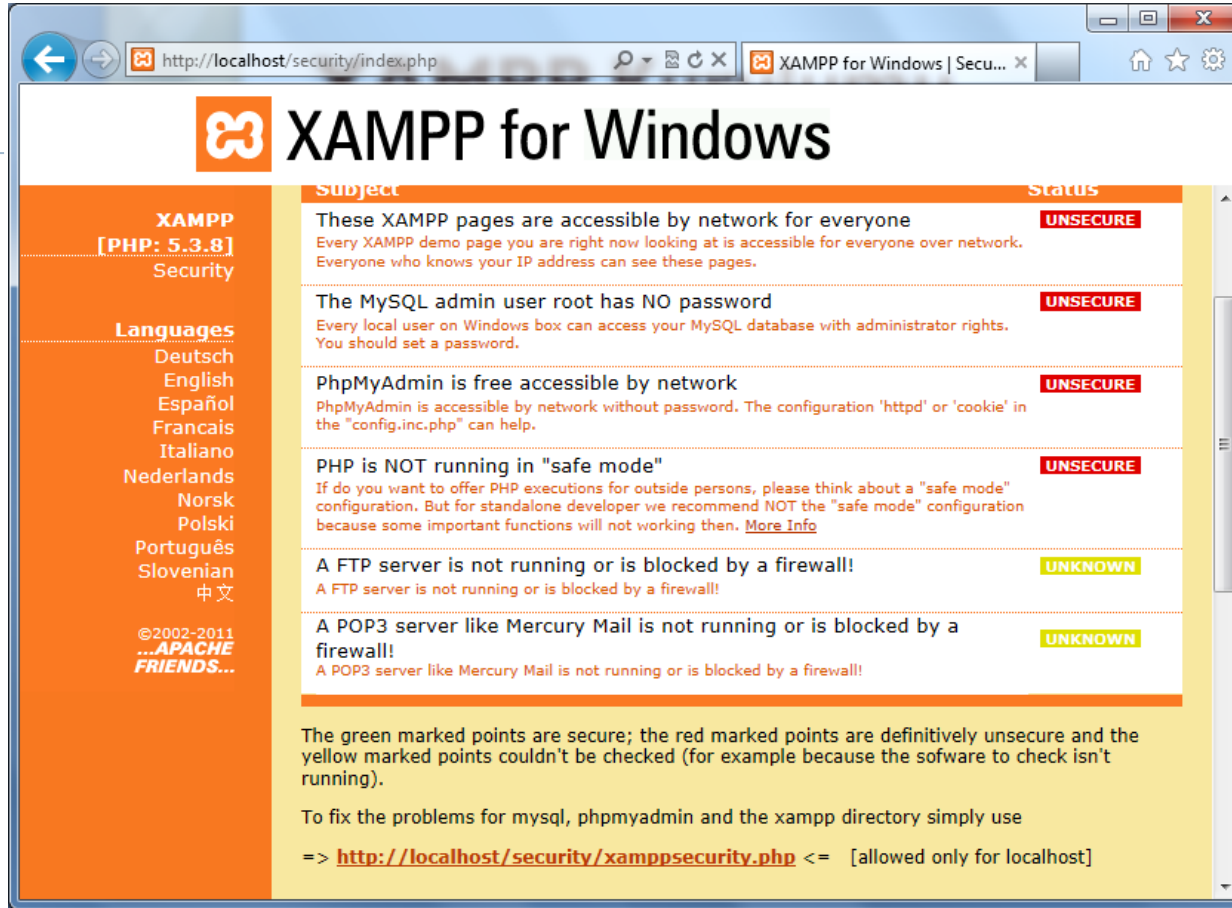 http://localhost/security/index.php
XAMPP for Windows | Secu...
XAMPP for Windows
Subject Status
XAMPP
[PHP: 5.3.8]
Security
Languages
Deutsch
English
Español
Francais
Italiano
Nederlands
Norsk
Polski
Português
Slovenian
中文
©2002-2011
...APACHE
FRIENDS...
These XAMPP pages are accessible by network for everyone UNSECURE
Every XAMPP demo page you are right now looking at is accessible for everyone over network.
Everyone who knows your IP address can see these pages.
The MySQL admin user root has NO password UNSECURE
Every local user on Windows box can access your MySQL database with administrator rights.
You should set a password.
PhpMyAdmin is free accessible by network UNSECURE
PhpMyAdmin is accessible by network without password. The configuration 'httpd' or 'cookie' in
the "config.inc.php" can help.
PHP is NOT running in "safe mode" UNSECURE
If do you want to offer PHP executions for outside persons, please think about a "safe mode"
configuration. But for standalone developer we recommend NOT the "safe mode" configuration
because some important functions will not working then. More Info
A FTP server is not running or is blocked by a firewall! UNKNOWN
A FTP server is not running or is blocked by a firewall!
A POP3 server like Mercury Mail is not running or is blocked by a
firewall! UNKNOWN
A POP3 server like Mercury Mail is not running or is blocked by a firewall!
The green marked points are secure; the red marked points are definitively unsecure and the
yellow marked points couldn't be checked (for example because the sofware to check isn't
running).
To fix the problems for mysql, phpmyadmin and the xampp directory simply use
=> http://localhost/security/xamppsecurity.php <= [allowed only for localhost]